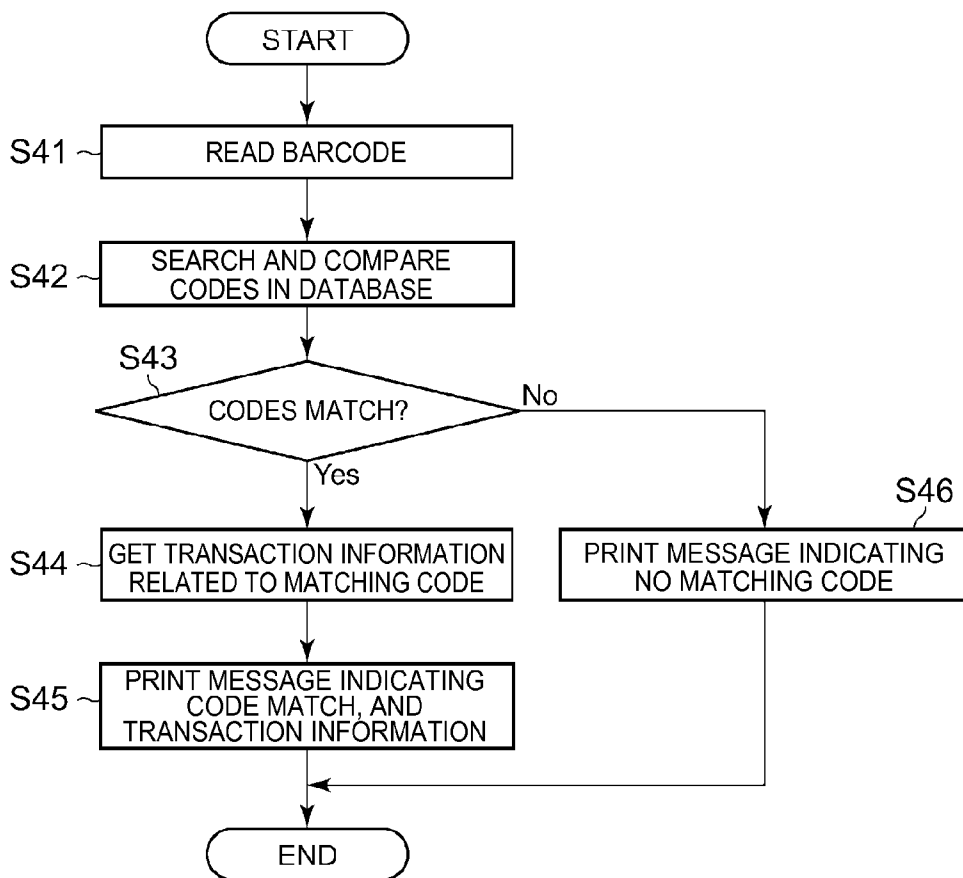 START
S41
READ BARCODE
S42
SEARCH AND COMPARE
CODES IN DATABASE
S43
CODES MATCH?
No
Yes
S44
GET TRANSACTION INFORMATION
RELATED TO MATCHING CODE
S46
PRINT MESSAGE INDICATING
NO MATCHING CODE
S45
PRINT MESSAGE INDICATING
CODE MATCH, AND
TRANSACTION INFORMATION
END